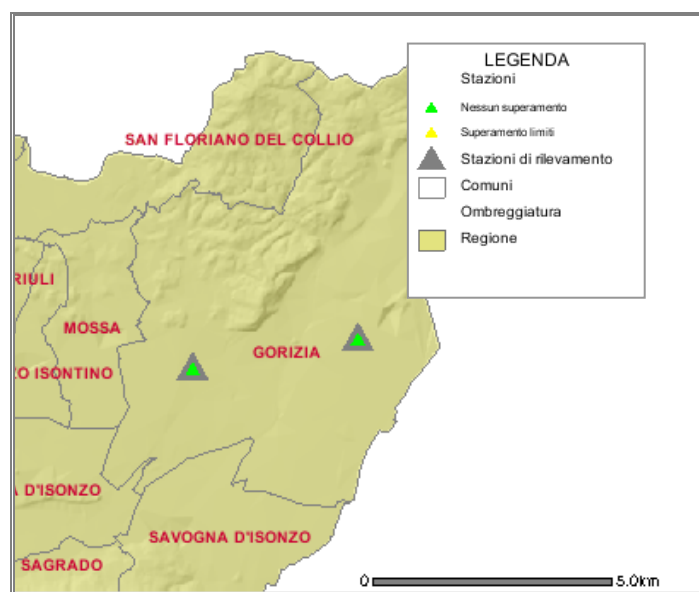 LEGENDA
Stazioni
Nessun superamento
Superamento limiti
Stazioni di rilevamento
Comuni
Ombreggiatura
Regione
SAN FLORIANO DEL COLLIO
RIULI
MOSSA
GORIZIA
ZO ISONTINO
A D'ISONZO
SAVOGNA D'ISONZO
SAGRADO
0 5.0km